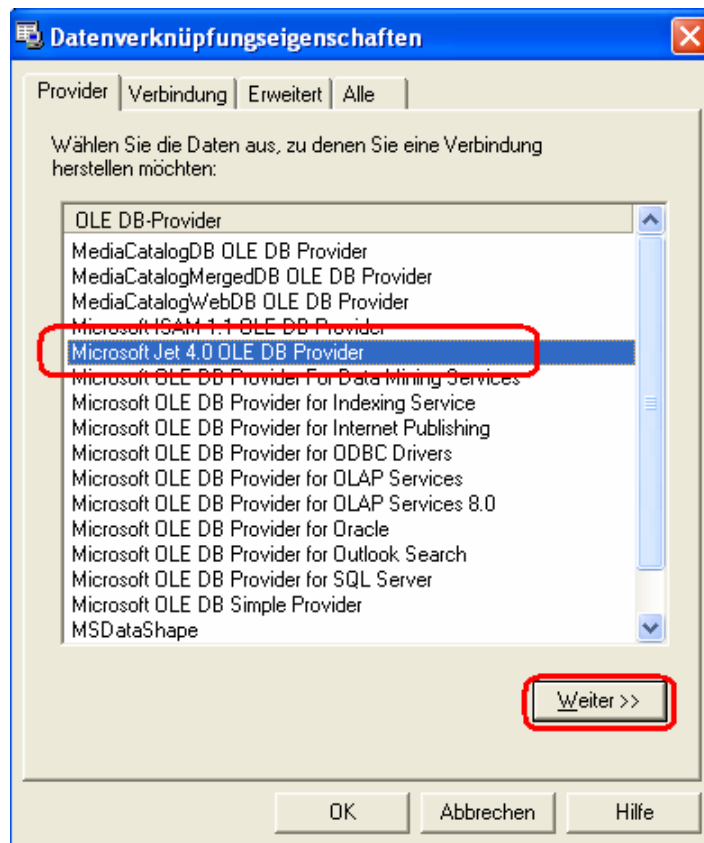 Datenverknüpfungseigenschaften
Provider Verbindung Erweitert Alle
Wählen Sie die Daten aus, zu denen Sie eine Verbindung
herstellen möchten:
OLE DB-Provider
MediaCatalogDB OLE DB Provider
MediaCatalogMergedDB OLE DB Provider
MediaCatalogWebDB OLE DB Provider
Microsoft ISAM 1.1 OLE DB Provider
Microsoft Jet 4.0 OLE DB Provider
Microsoft OLE DB Provider For Data Mining Services
Microsoft OLE DB Provider for Indexing Service
Microsoft OLE DB Provider for Internet Publishing
Microsoft OLE DB Provider for ODBC Drivers
Microsoft OLE DB Provider for OLAP Services
Microsoft OLE DB Provider for OLAP Services 8.0
Microsoft OLE DB Provider for Oracle
Microsoft OLE DB Provider for Outlook Search
Microsoft OLE DB Provider for SQL Server
Microsoft OLE DB Simple Provider
MSDataShape
Weiter >>
OK Abbrechen Hilfe